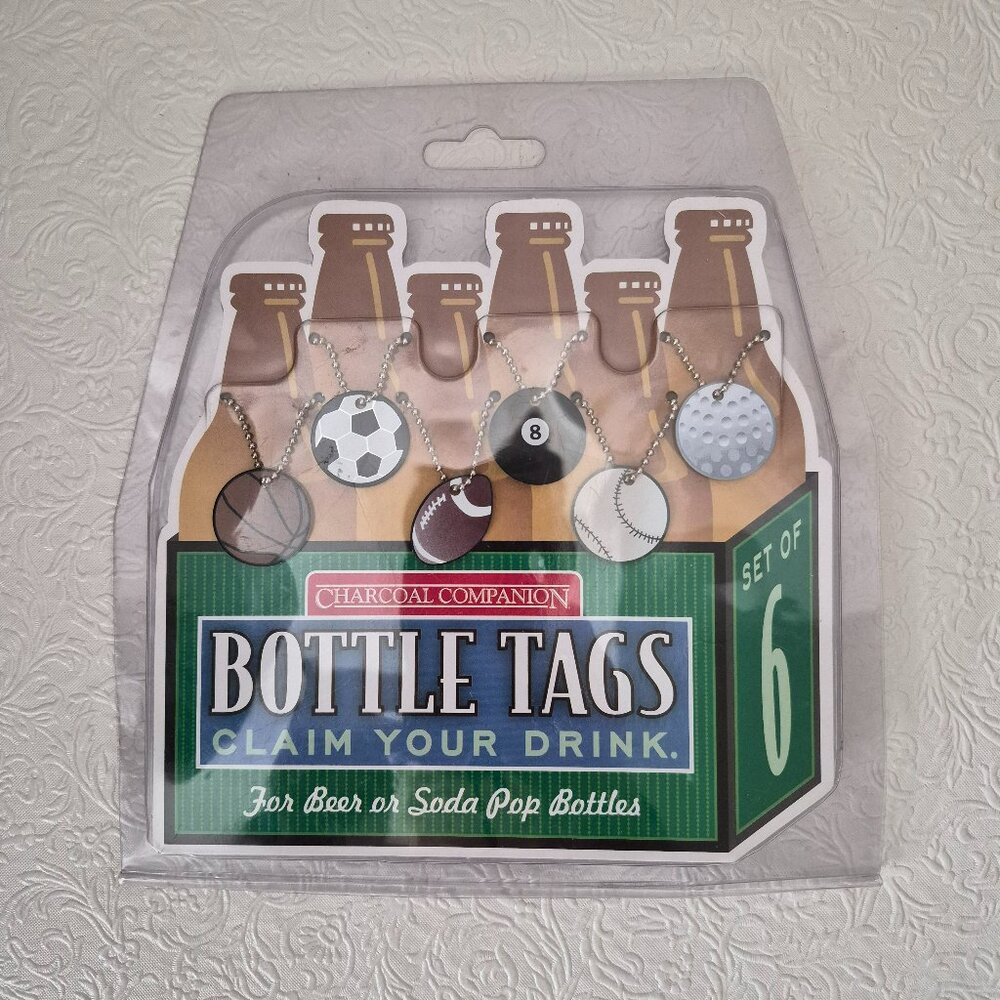 8
CHARCOAL COMPANION
BOTTLE TAGS
CLAIM YOUR DRINK.
For Beer or Soda Pop Bottles
SET OF
6